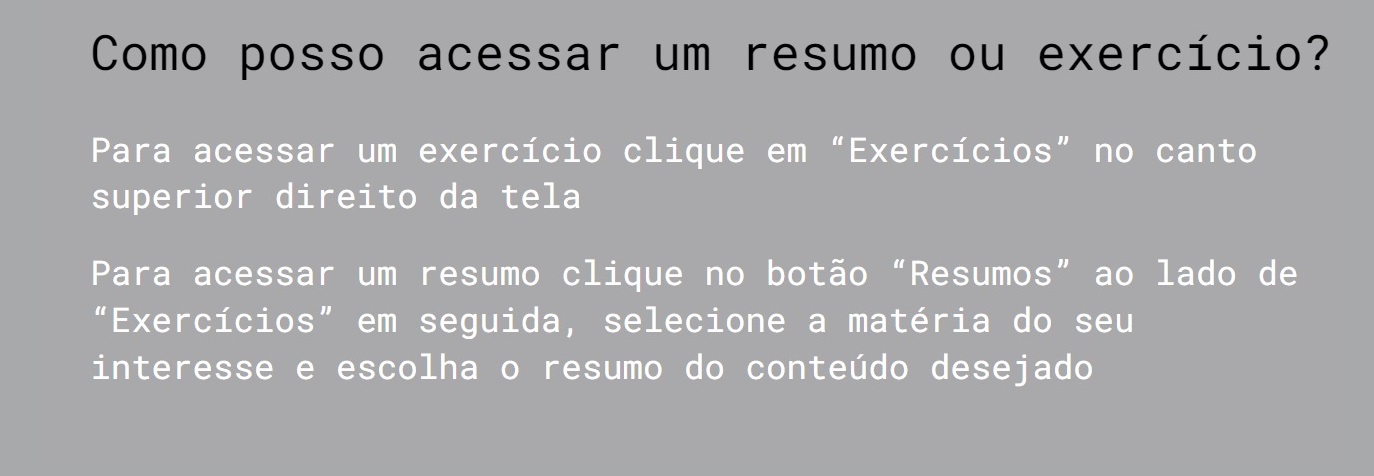 Como posso acessar um resumo ou exercício?
Para acessar um exercício clique em “Exercícios” no canto
superior direito da tela
Para acessar um resumo clique no botão “Resumos” ao lado de
“Exercícios” em seguida, selecione a matéria do seu
interesse e escolha o resumo do conteúdo desejado